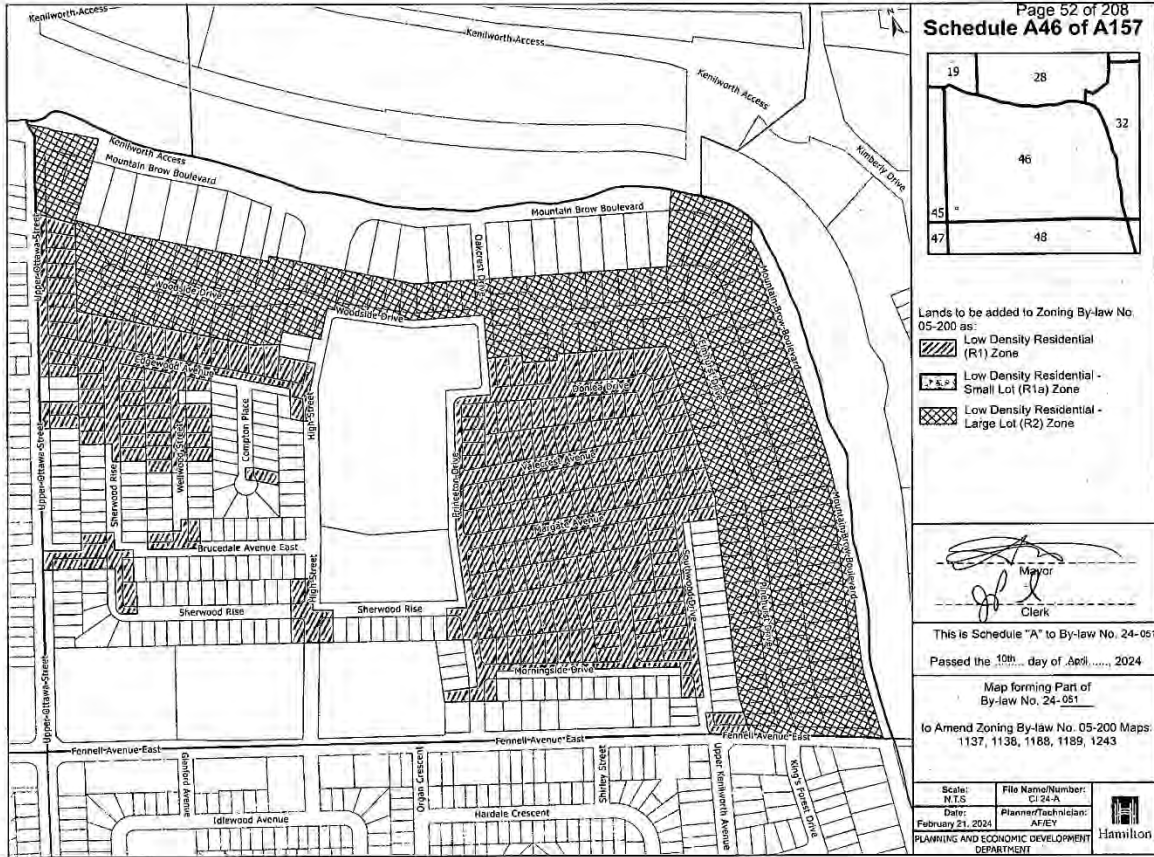 Page 52 of 208
Schedule A46 of A157
N
19
28
32
46
45
47
48
Lands to be added to Zoning By-law No.
05-200 as:
Low Density Residential
(R1) Zone
Low Density Residential -
Small Lot (R1a) Zone
Low Density Residential -
Large Lot (R2) Zone
Mayor
Clerk
This is Schedule "A" to By-law No. 24-051
Passed the 10th day of April, 2024
Map forming Part of
By-law No. 24-051
to Amend Zoning By-law No. 05-200 Maps:
1137, 1138, 1188, 1189, 1243
Scale:
N.T.S
File Name/Number:
CI 24-A
Date:
February 21, 2024
Planner/Technician:
AF/EY
PLANNING AND ECONOMIC DEVELOPMENT
DEPARTMENT
Hamilton
Kenilworth-Access
Kenilworth-Access
Kenilworth Access
Kimberly Drive
Kenilworth Access
Mountain Brow Boulevard
Mountain Brow Boulevard
Upper-Ottawa-Street
Oakcrest Drive
Woodside Drive
Woodside Drive
Mountain-Brow-Boulevard
Edgewood Avenue
High-Street
Donlea Drive
Compton Place
Wellwood Street
Upper-Ottawa-Street
Sherwood Rise
Princeton Drive
Valecrest Avenue
Margate Avenue
Mountain-Brow-Boulevard
Brucedale Avenue East
High-Street
Southwood Drive
Sherwood Rise
Sherwood Rise
Morningside-Drive
Upper-Ottawa-Street
Fennell-Avenue-East
Fennell-Avenue-East
Fennell-Avenue-East
Glenford Avenue
Organ Crescent
Shirley Street
Upper Kenilworth Avenue
King's Forest Drive
Idlewood Avenue
Hardale Crescent